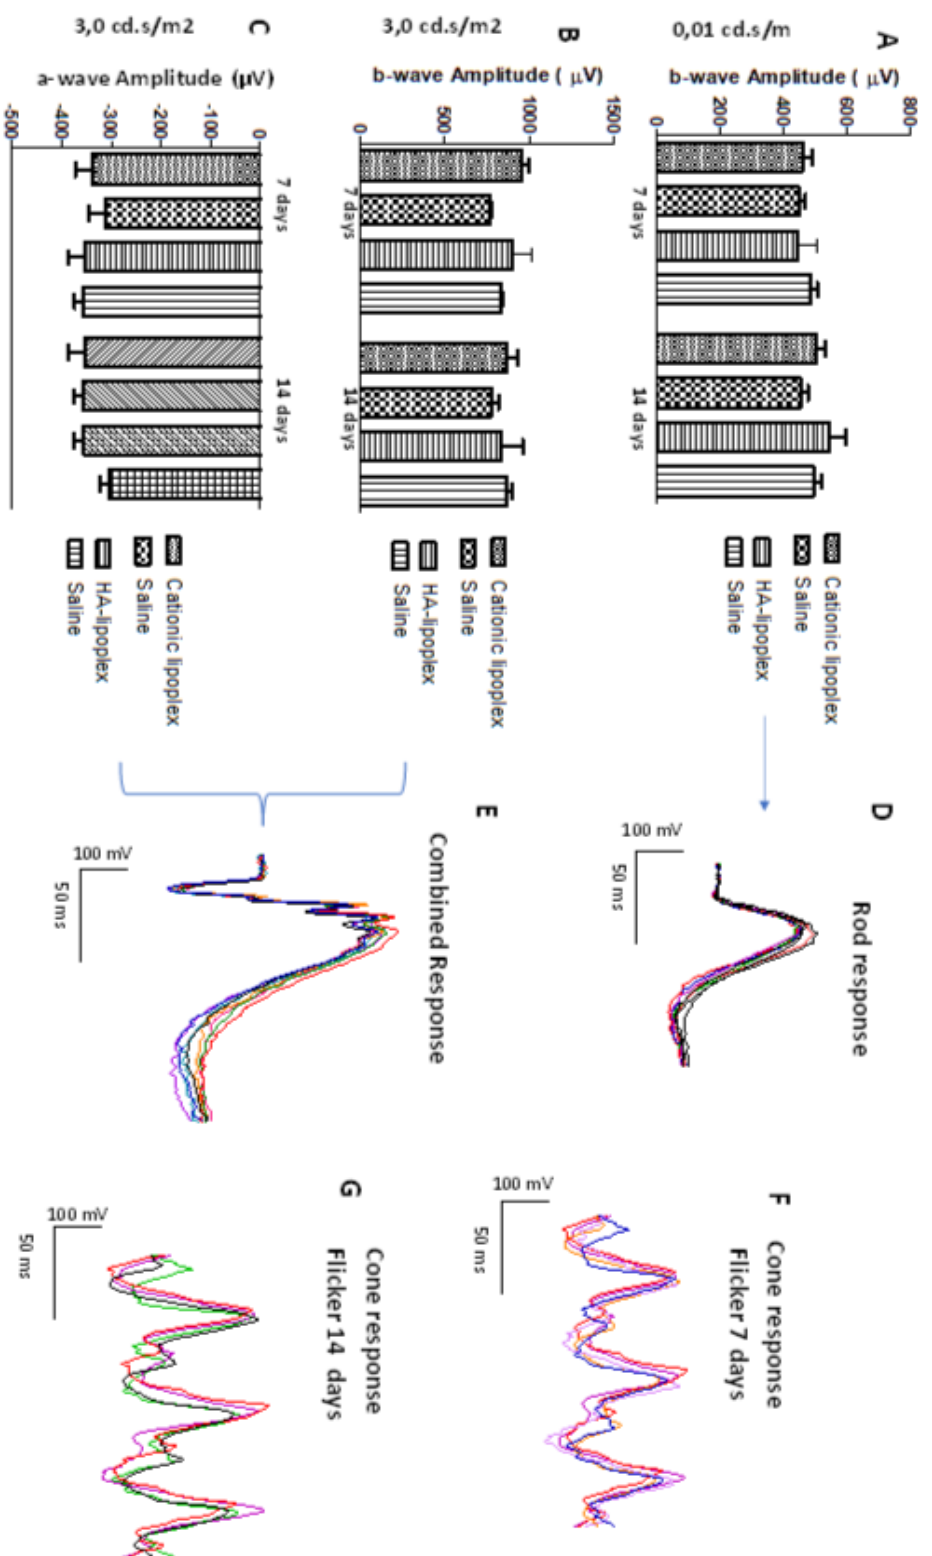 A
0,01 cd.s/m
b-wave Amplitude ( μV)
800
600
400
200
0
7 days
14 days
Cationic lipoplex
Saline
HA-lipoplex
Saline
B
3,0 cd.s/m2
b-wave Amplitude ( μV)
1500
1000
500
0
7 days
14 days
Cationic lipoplex
Saline
HA-lipoplex
Saline
C
3,0 cd.s/m2
a-wave Amplitude (μV)
0
-100
-200
-300
-400
-500
7 days
14 days
Cationic lipoplex
Saline
HA-lipoplex
Saline
D
Rod response
100 mV
50 ms
E
Combined Response
100 mV
50 ms
F
Cone response
Flicker 7 days
100 mV
50 ms
G
Cone response
Flicker 14 days
100 mV
50 ms